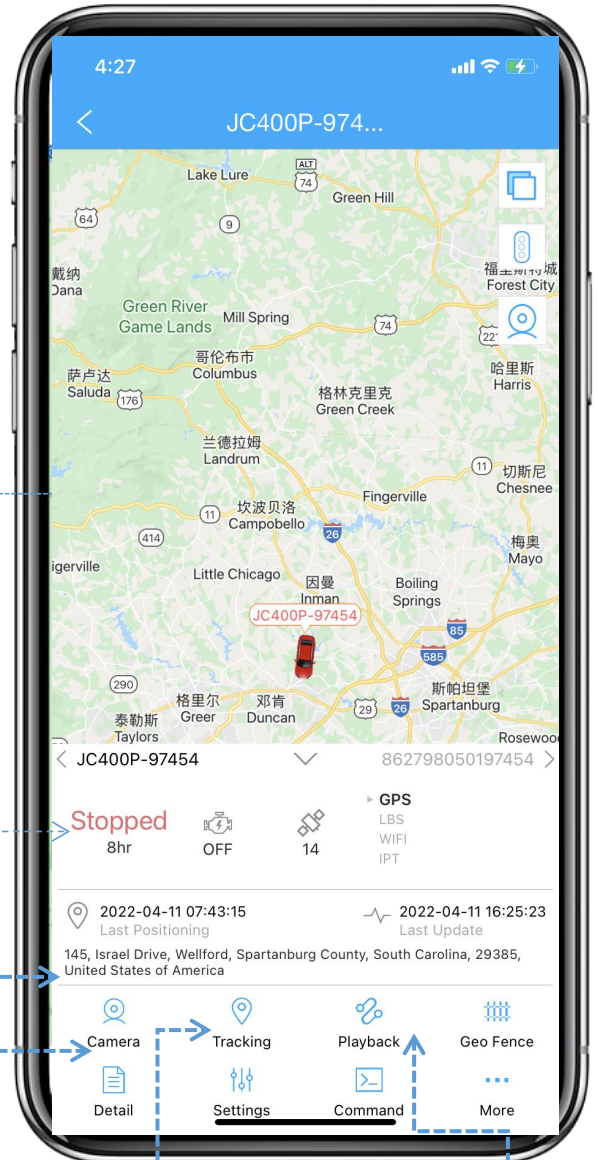 4:27
JC400P-974...
Lake Lure
ALT
74
Green Hill
64
9
戴纳
Dana
福里斯特城
Forest City
Green River
Game Lands
Mill Spring
74
221
哥伦布市
Columbus
哈里斯
Harris
萨卢达
Saluda
176
格林克里克
Green Creek
兰德拉姆
Landrum
11
切斯尼
Chesnee
Fingerville
11
坎波贝洛
Campobello
26
414
梅奥
Mayo
igerville
Little Chicago
因曼
Inman
Boiling
Springs
JC400P-97454
85
585
290
斯帕坦堡
Spartanburg
格里尔
Greer
邓肯
Duncan
29
26
泰勒斯
Taylors
Rosewoo
JC400P-97454
862798050197454
Stopped
8hr
OFF
14
GPS
LBS
WIFI
IPT
2022-04-11 07:43:15
Last Positioning
2022-04-11 16:25:23
Last Update
145, Israel Drive, Wellford, Spartanburg County, South Carolina, 29385,
United States of America
Camera
Tracking
Playback
Geo Fence
Detail
Settings
Command
More